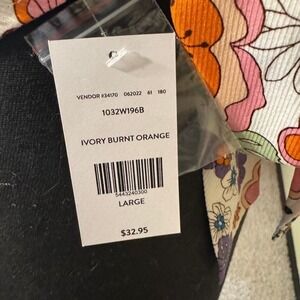 VENDOR #34170 062022 61 180
1032W196B
IVORY BURNT ORANGE
5443240300
LARGE
$32.95